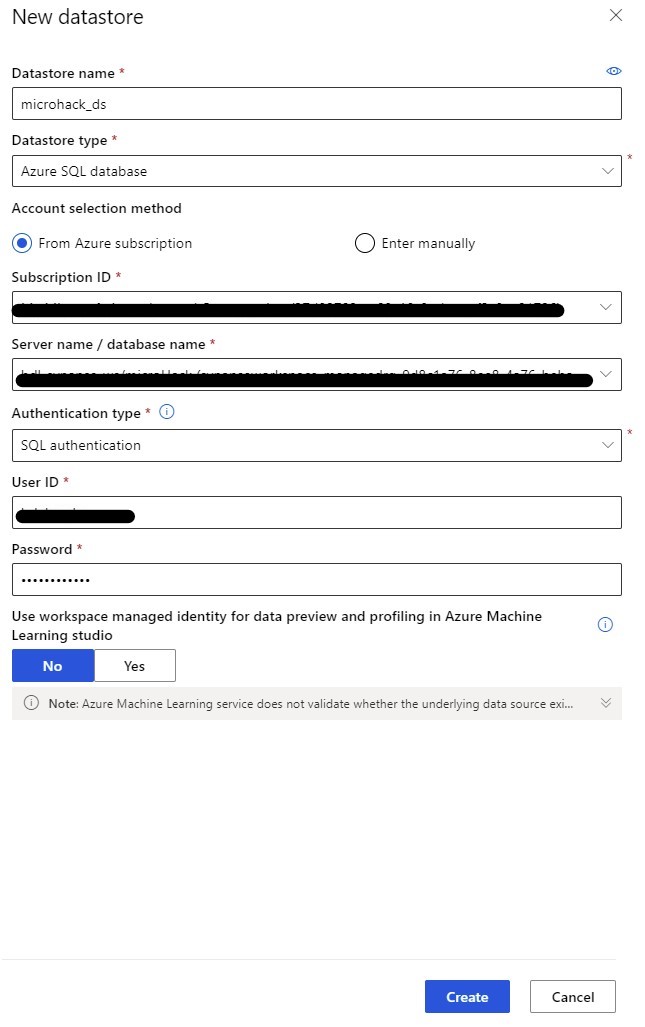 New datastore
Datastore name *
microhack_ds
Datastore type *
Azure SQL database
*
Account selection method
From Azure subscription
Enter manually
Subscription ID *
Server name / database name *
Authentication type *
SQL authentication
*
User ID *
Password *
••••••••••••
Use workspace managed identity for data preview and profiling in Azure Machine
Learning studio
No
Yes
Note: Azure Machine Learning service does not validate whether the underlying data source exi...
Create
Cancel